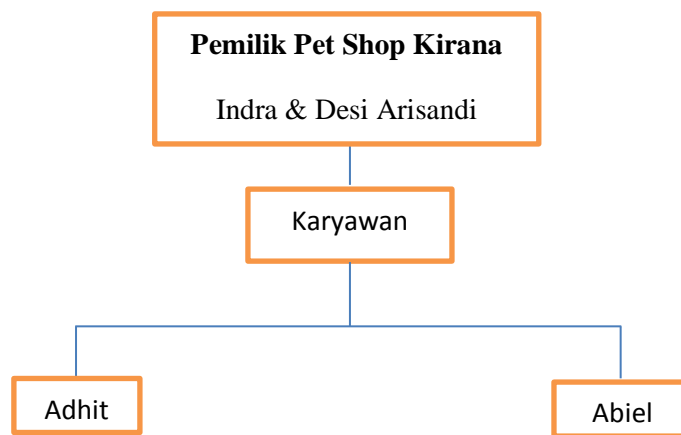 Pemilik Pet Shop Kirana
Indra & Desi Arisandi
Karyawan
Adhit
Abiel